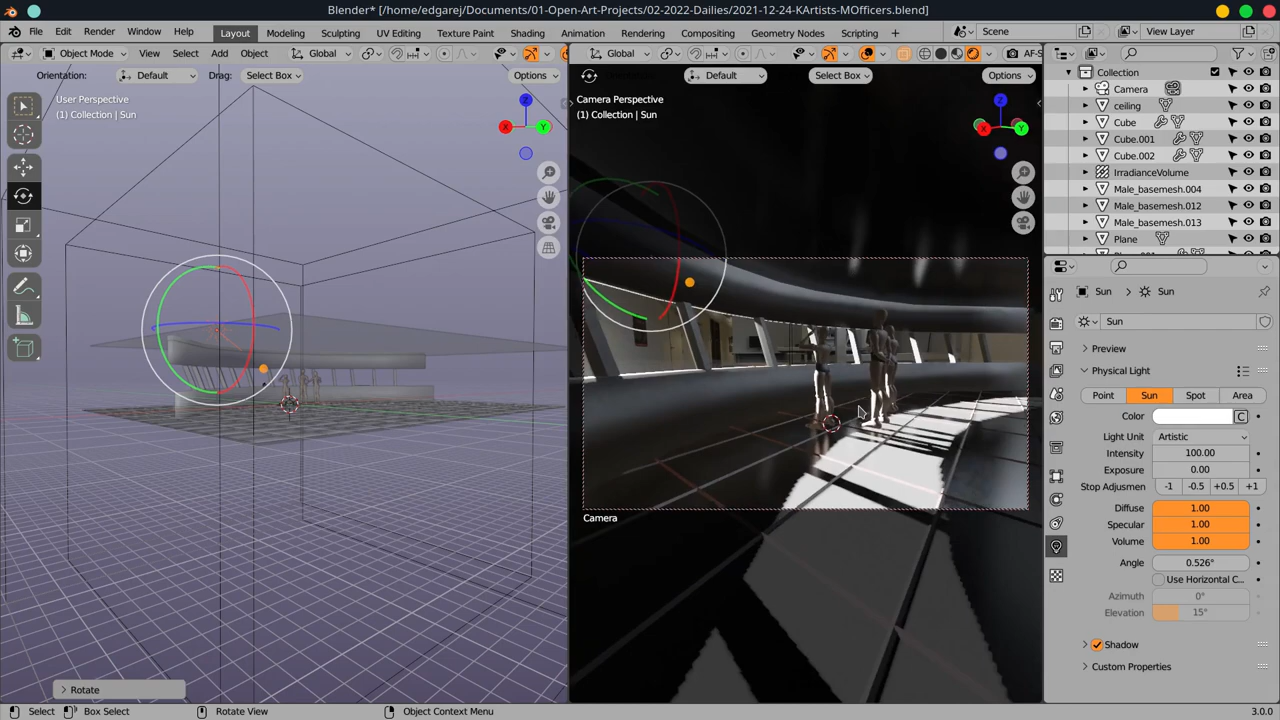 Blender* [/home/edgarej/Documents/01-Open-Art-Projects/02-2022-Dailies/2021-12-24-KArtists-MOfficers.blend]
File Edit Render Window Help Layout Modeling Sculpting UV Editing Texture Paint Shading Animation Rendering Compositing Geometry Nodes Scripting Scene View Layer
Object Mode View Select Add Object Global
Global AF-S
Orientation: Default Drag: Select Box Options
Default Select Box Options
User Perspective
(1) Collection | Sun
Z
X
Y
Camera Perspective
(1) Collection | Sun
Z
X
Y
Camera
Rotate
Collection
Camera
ceiling
Cube
Cube.001
Cube.002
IrradianceVolume
Male_basemesh.004
Male_basemesh.012
Male_basemesh.013
Plane
Sun Sun
Sun
Preview
Physical Light
Point Sun Spot Area
Color C
Light Unit Artistic
Intensity 100.00
Exposure 0.00
Stop Adjusmen -1 -0.5 +0.5 +1
Diffuse 1.00
Specular 1.00
Volume 1.00
Angle 0.526°
Use Horizontal C...
Azimuth 0°
Elevation 15°
Shadow
Custom Properties
Select Box Select Rotate View Object Context Menu 3.0.0